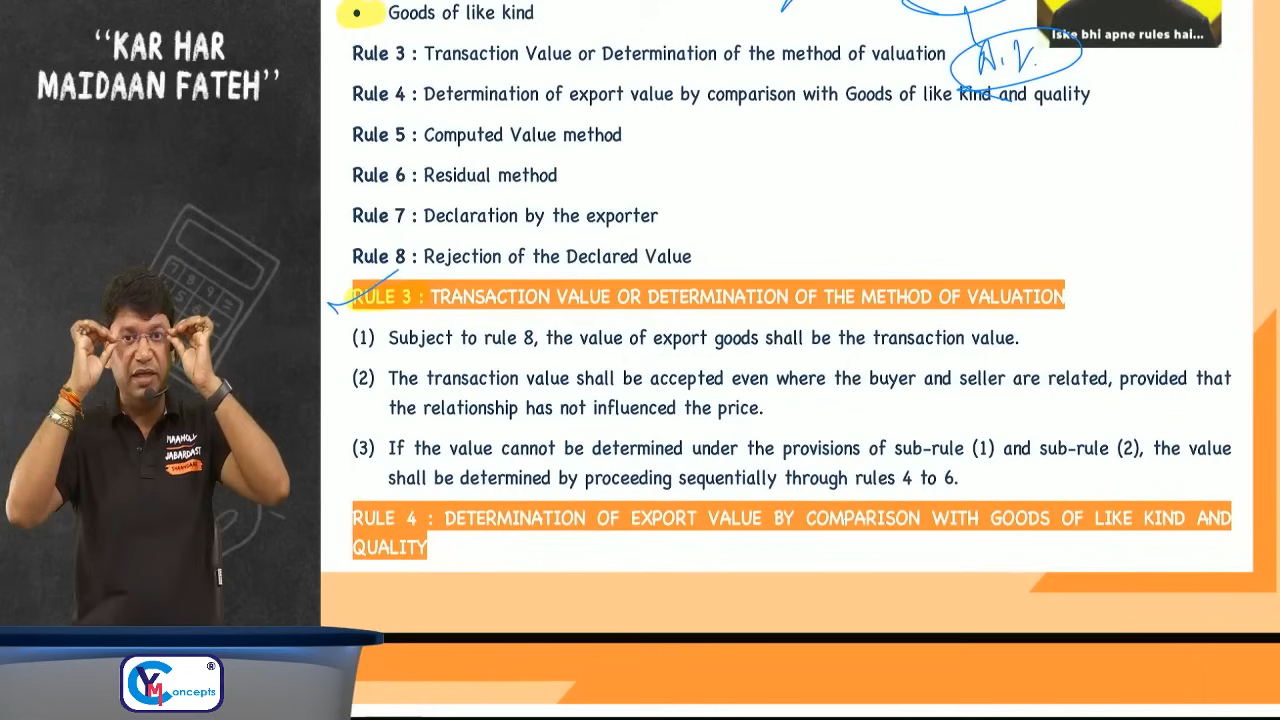 “KAR HAR
MAIDAAN FATEH”
• Goods of like kind
Iske bhi apne rules hai...
Rule 3 : Transaction Value or Determination of the method of valuation
A.V.
Rule 4 : Determination of export value by comparison with Goods of like kind and quality
Rule 5 : Computed Value method
Rule 6 : Residual method
Rule 7 : Declaration by the exporter
Rule 8 : Rejection of the Declared Value
RULE 3 : TRANSACTION VALUE OR DETERMINATION OF THE METHOD OF VALUATION
(1) Subject to rule 8, the value of export goods shall be the transaction value.
(2) The transaction value shall be accepted even where the buyer and seller are related, provided that
the relationship has not influenced the price.
(3) If the value cannot be determined under the provisions of sub-rule (1) and sub-rule (2), the value
shall be determined by proceeding sequentially through rules 4 to 6.
RULE 4 : DETERMINATION OF EXPORT VALUE BY COMPARISON WITH GOODS OF LIKE KIND AND
QUALITY
MAAHOUL
JABARDAST
YM Concepts ®